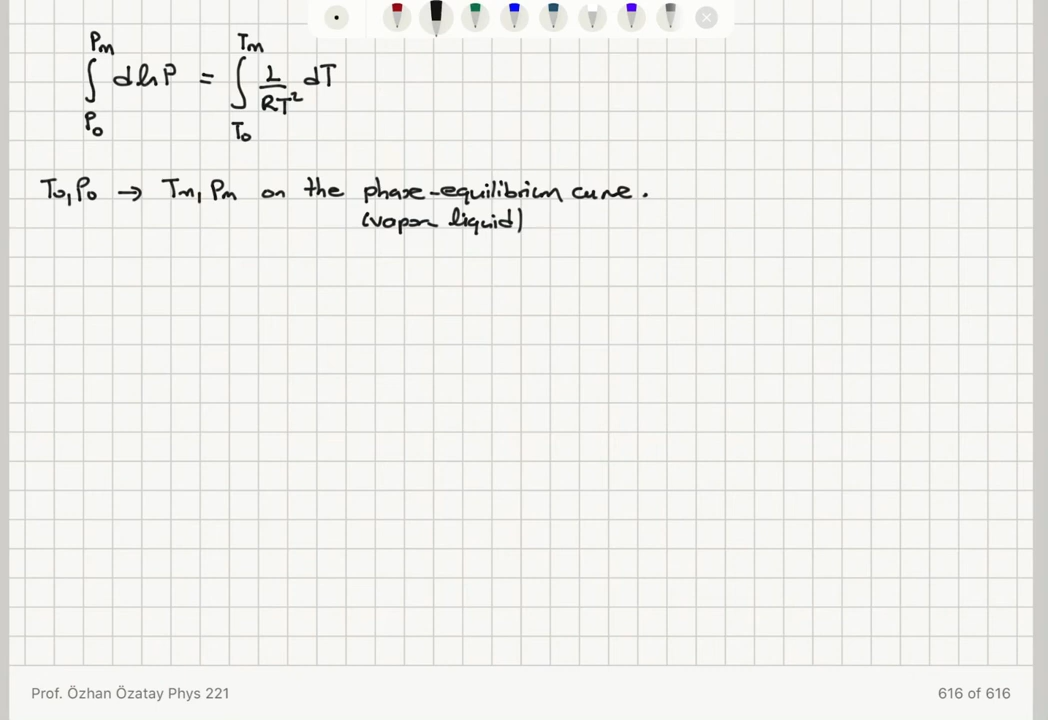 ∫_{P₀}^{Pm} d ln P = ∫_{T₀}^{Tm} L/(RT²) dT
T₀, P₀ → Tm, Pm on the phase-equilibrium curve.
(vapor liquid)
Prof. Özhan Özatay Phys 221
616 of 616